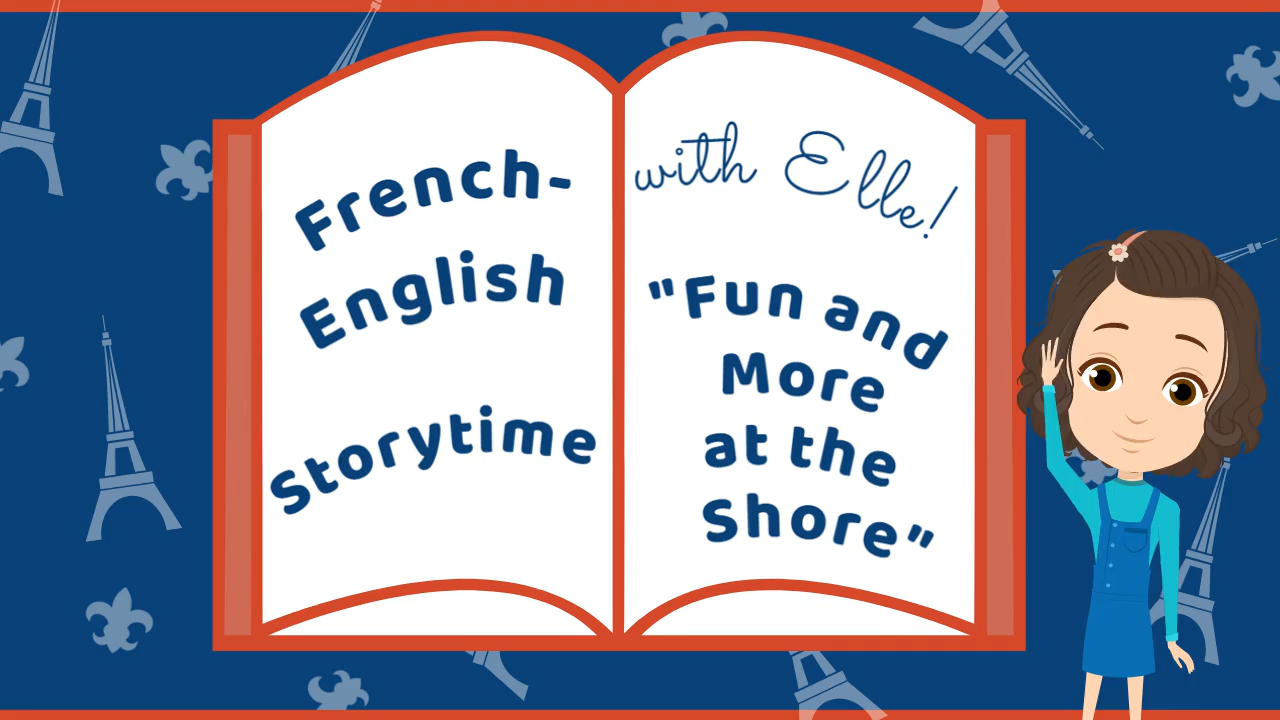 French-
English
Storytime
with Elle!
"Fun and
More
at the
Shore"